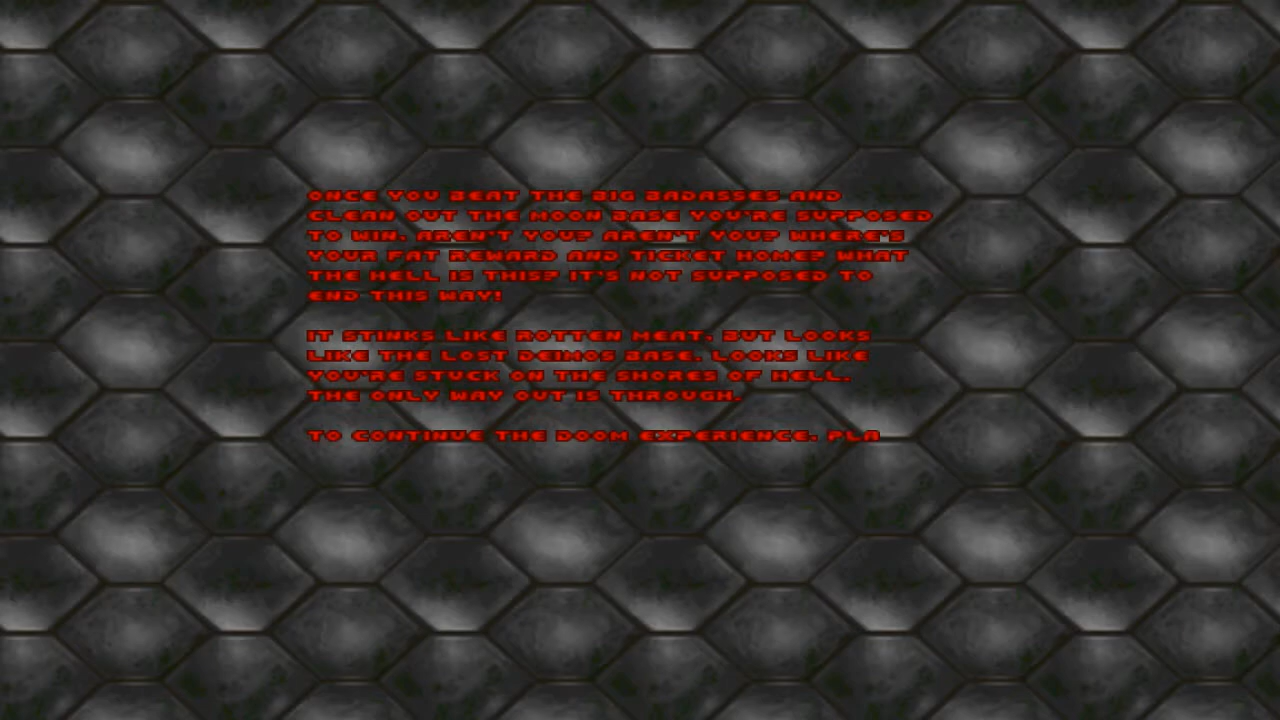 ONCE YOU BEAT THE BIG BADASSES AND
CLEAN OUT THE MOON BASE YOU'RE SUPPOSED
TO WIN, AREN'T YOU? AREN'T YOU? WHERE'S
YOUR FAT REWARD AND TICKET HOME? WHAT
THE HELL IS THIS? IT'S NOT SUPPOSED TO
END THIS WAY!
IT STINKS LIKE ROTTEN MEAT, BUT LOOKS
LIKE THE LOST DEIMOS BASE. LOOKS LIKE
YOU'RE STUCK ON THE SHORES OF HELL.
THE ONLY WAY OUT IS THROUGH.
TO CONTINUE THE DOOM EXPERIENCE, PLA